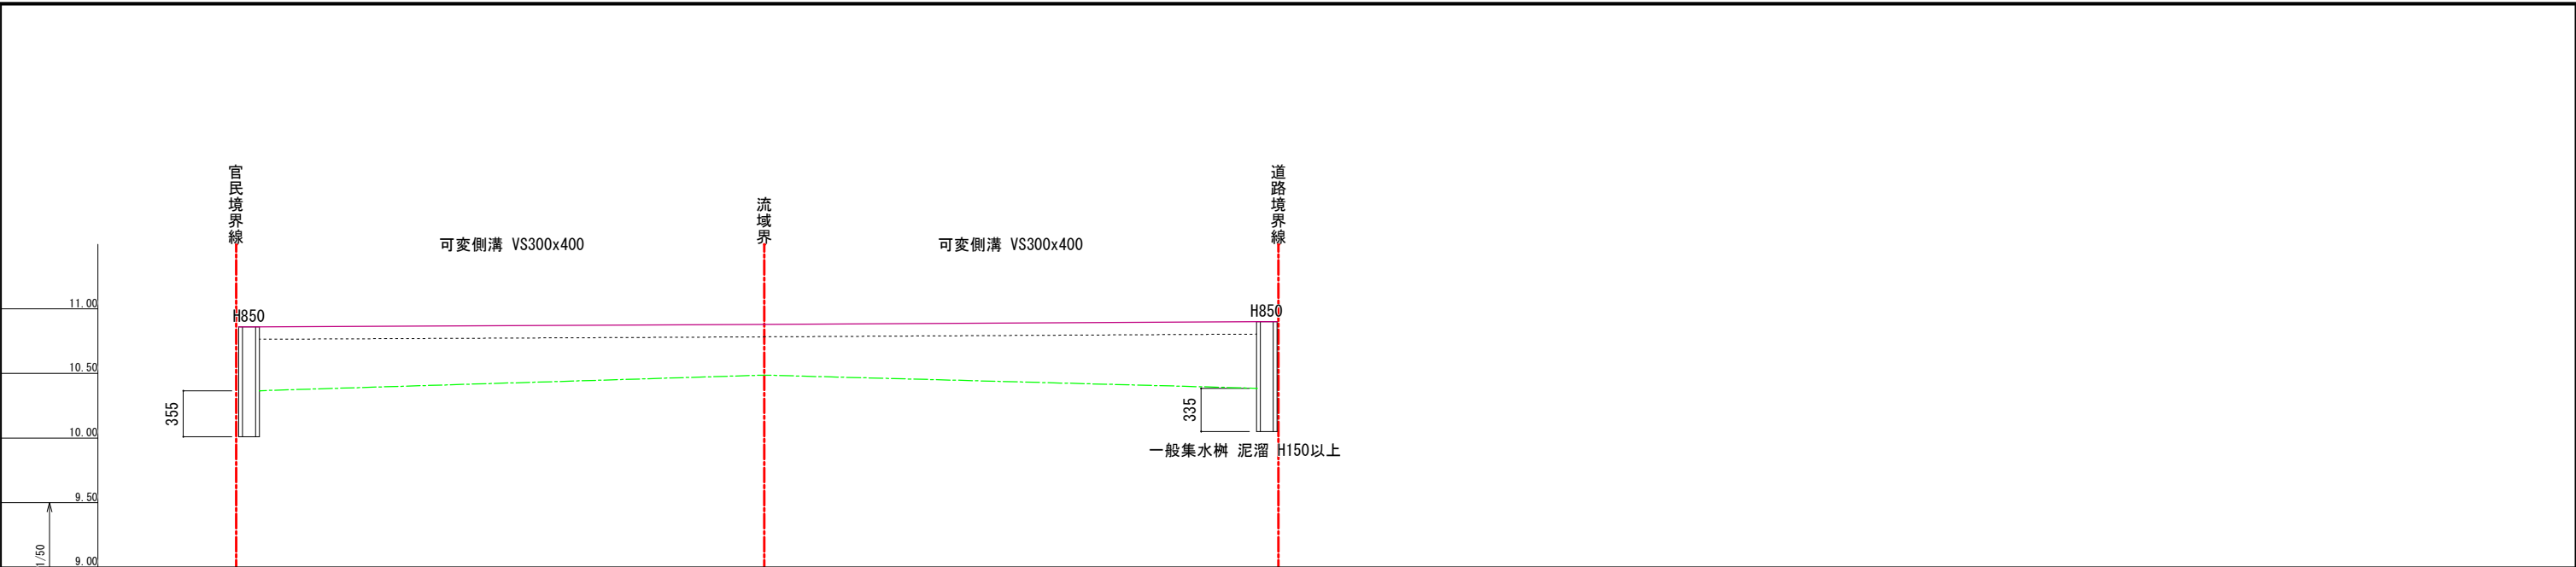 官民境界線
流域界
道路境界線
可変側溝 VS300x400
可変側溝 VS300x400
11.00
H850
H850
10.50
355
335
10.00
一般集水桝 泥溜 H150以上
9.50
1/50
9.00